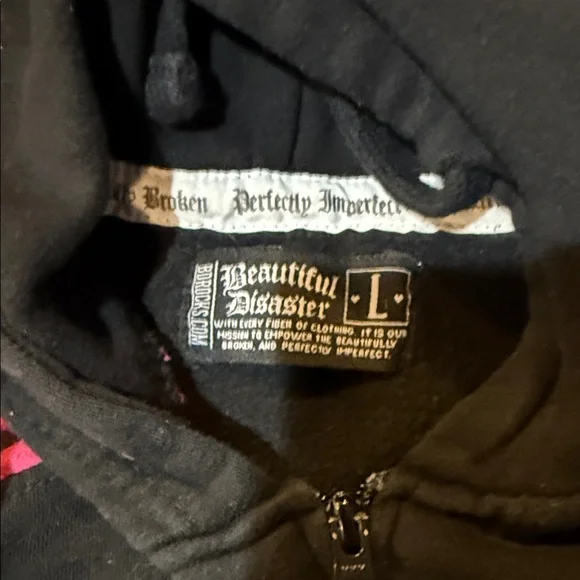 Broken Perfectly Imperfect
BDROCKS.COM
Beautiful
Disaster
L
WITH EVERY FIBER OF CLOTHING, IT IS OUR
MISSION TO EMPOWER THE BEAUTIFULLY
BROKEN, AND PERFECTLY IMPERFECT.